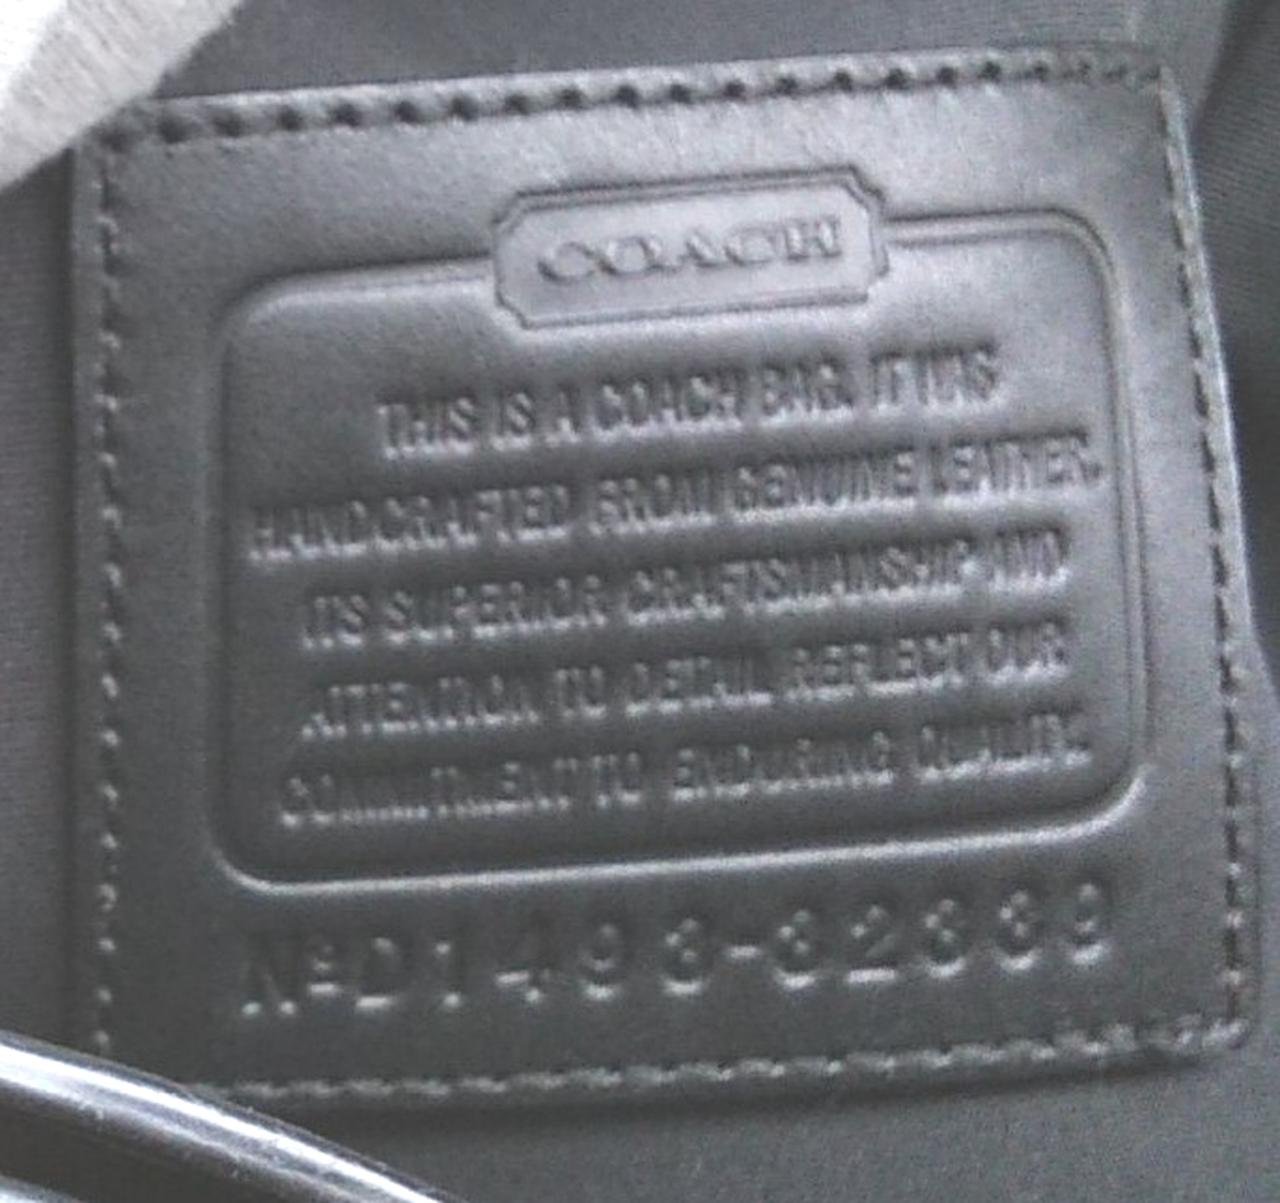 COACH
THIS IS A COACH BAG. IT WAS
HANDCRAFTED FROM GENUINE LEATHER.
ITS SUPERIOR CRAFTSMANSHIP AND
ATTENTION TO DETAIL REFLECT OUR
COMMITMENT TO ENDURING QUALITY.
Nº D1493-32339